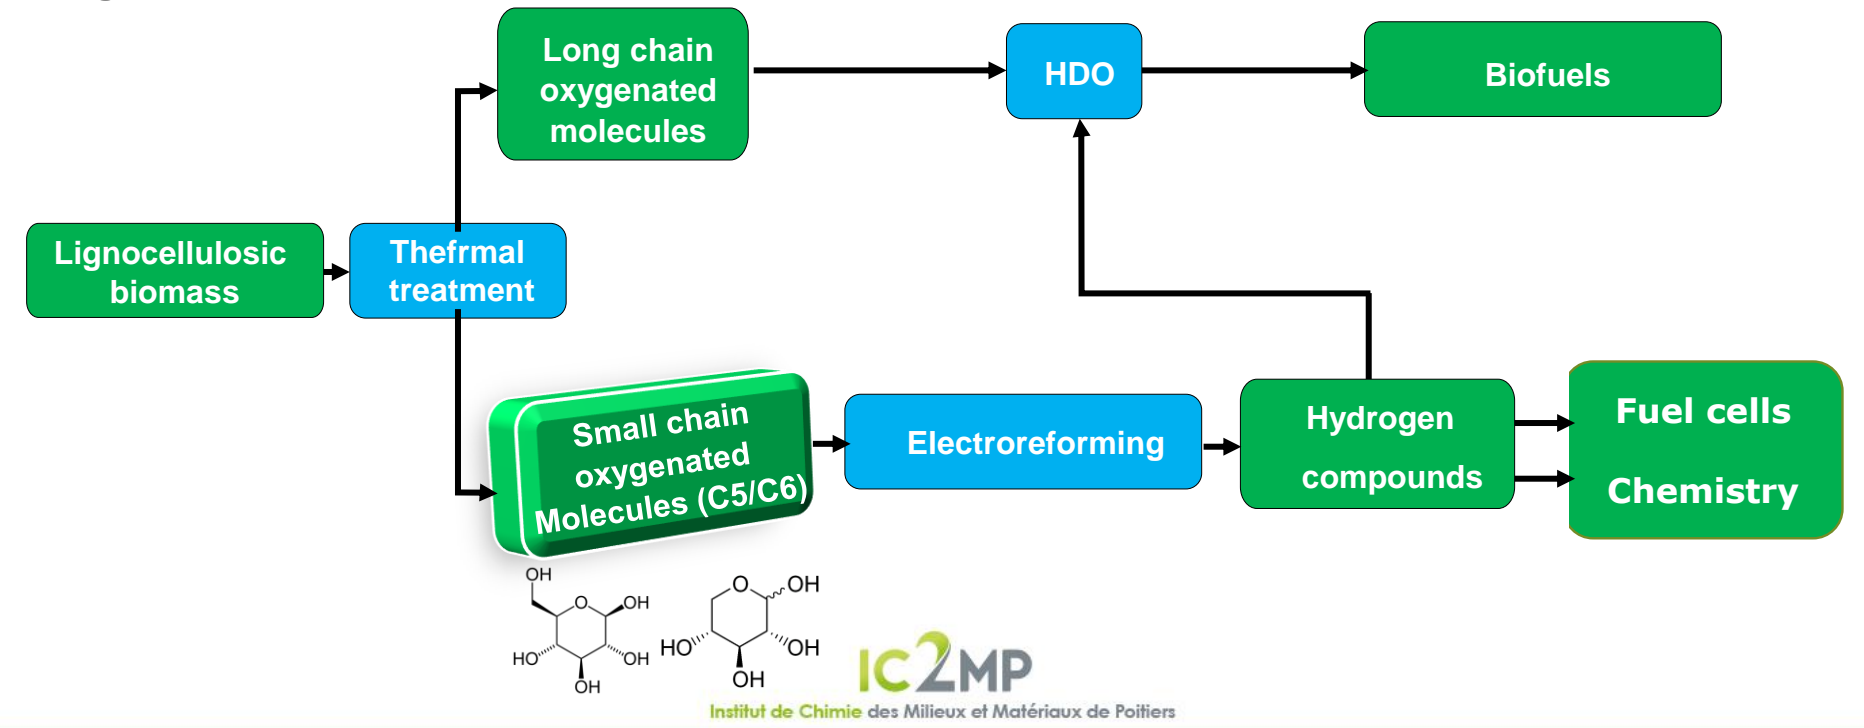 Long chain
oxygenated
molecules
HDO
Biofuels
Lignocellulosic
biomass
Thefrmal
treatment
Small chain
oxygenated
Molecules (C5/C6)
Electroreforming
Hydrogen
compounds
Fuel cells
Chemistry
OH
O
OH
HO
OH
OH
O
OH
HO
OH
OH
IC2MP
Institut de Chimie des Milieux et Matériaux de Poitiers